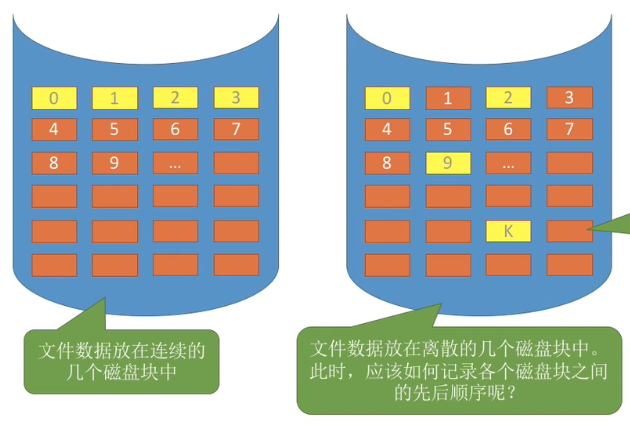 0 1 2 3
4 5 6 7
8 9 ...
文件数据放在连续的
几个磁盘块中
0 1 2 3
4 5 6 7
8 9 ...
K
文件数据放在离散的几个磁盘块中。
此时，应该如何记录各个磁盘块之间
的先后顺序呢？